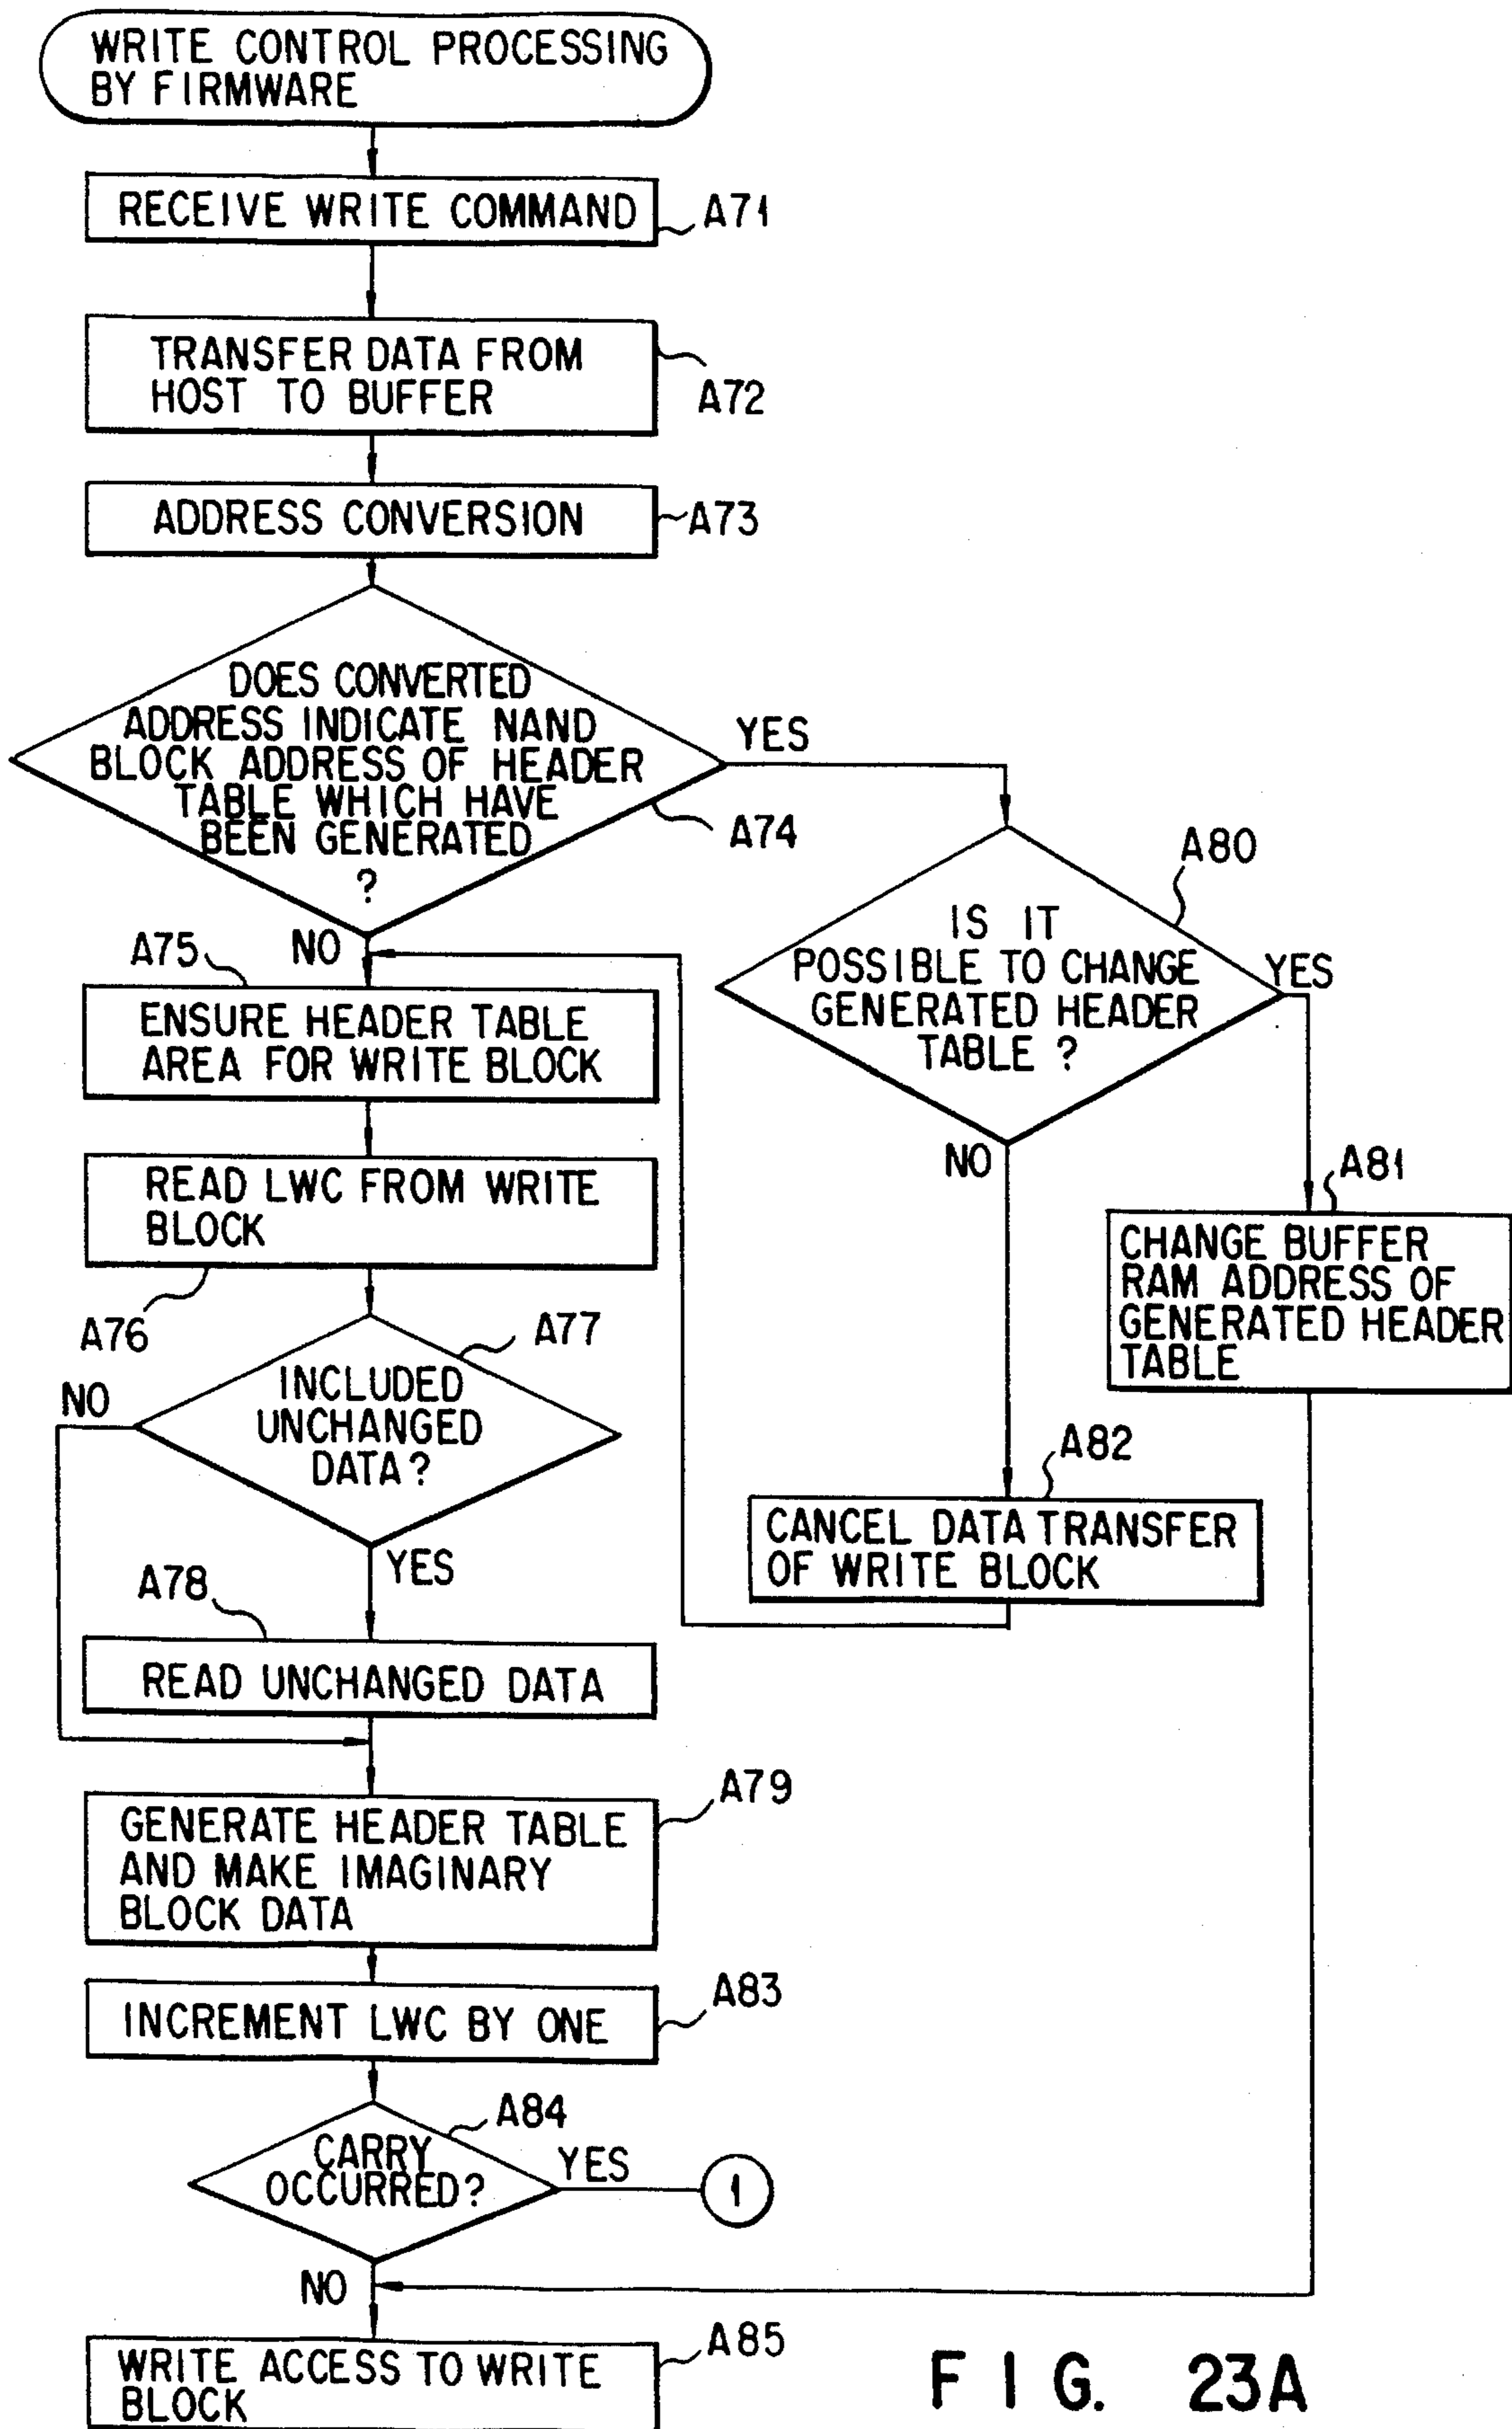 WRITE CONTROL PROCESSING
BY FIRMWARE
RECEIVE WRITE COMMAND
A71
TRANSFER DATA FROM
HOST TO BUFFER
A72
ADDRESS CONVERSION
A73
DOES CONVERTED
ADDRESS INDICATE NAND
BLOCK ADDRESS OF HEADER
TABLE WHICH HAVE
BEEN GENERATED
?
YES
A74
NO
A80
IS IT
POSSIBLE TO CHANGE
GENERATED HEADER
TABLE ?
YES
NO
A75
ENSURE HEADER TABLE
AREA FOR WRITE BLOCK
READ LWC FROM WRITE
BLOCK
A76
A81
CHANGE BUFFER
RAM ADDRESS OF
GENERATED HEADER
TABLE
A77
INCLUDED
UNCHANGED
DATA?
NO
YES
A82
CANCEL DATA TRANSFER
OF WRITE BLOCK
A78
READ UNCHANGED DATA
A79
GENERATE HEADER TABLE
AND MAKE IMAGINARY
BLOCK DATA
A83
INCREMENT LWC BY ONE
A84
CARRY
OCCURRED?
YES
1
NO
A85
WRITE ACCESS TO WRITE
BLOCK
FIG. 23A